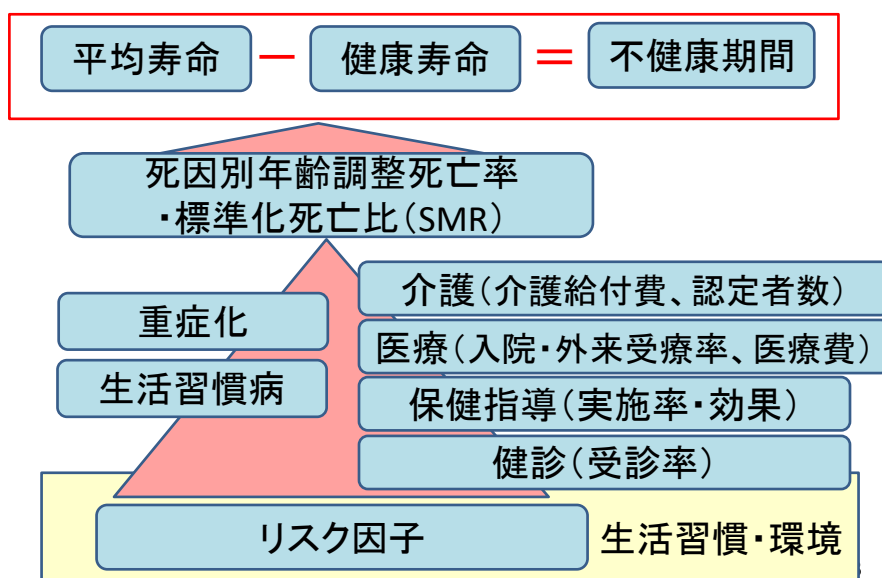 平均寿命 － 健康寿命 ＝ 不健康期間
死因別年齢調整死亡率
・標準化死亡比（SMR）
介護（介護給付費、認定者数）
重症化
医療（入院・外来受療率、医療費）
生活習慣病
保健指導（実施率・効果）
健診（受診率）
リスク因子
生活習慣・環境